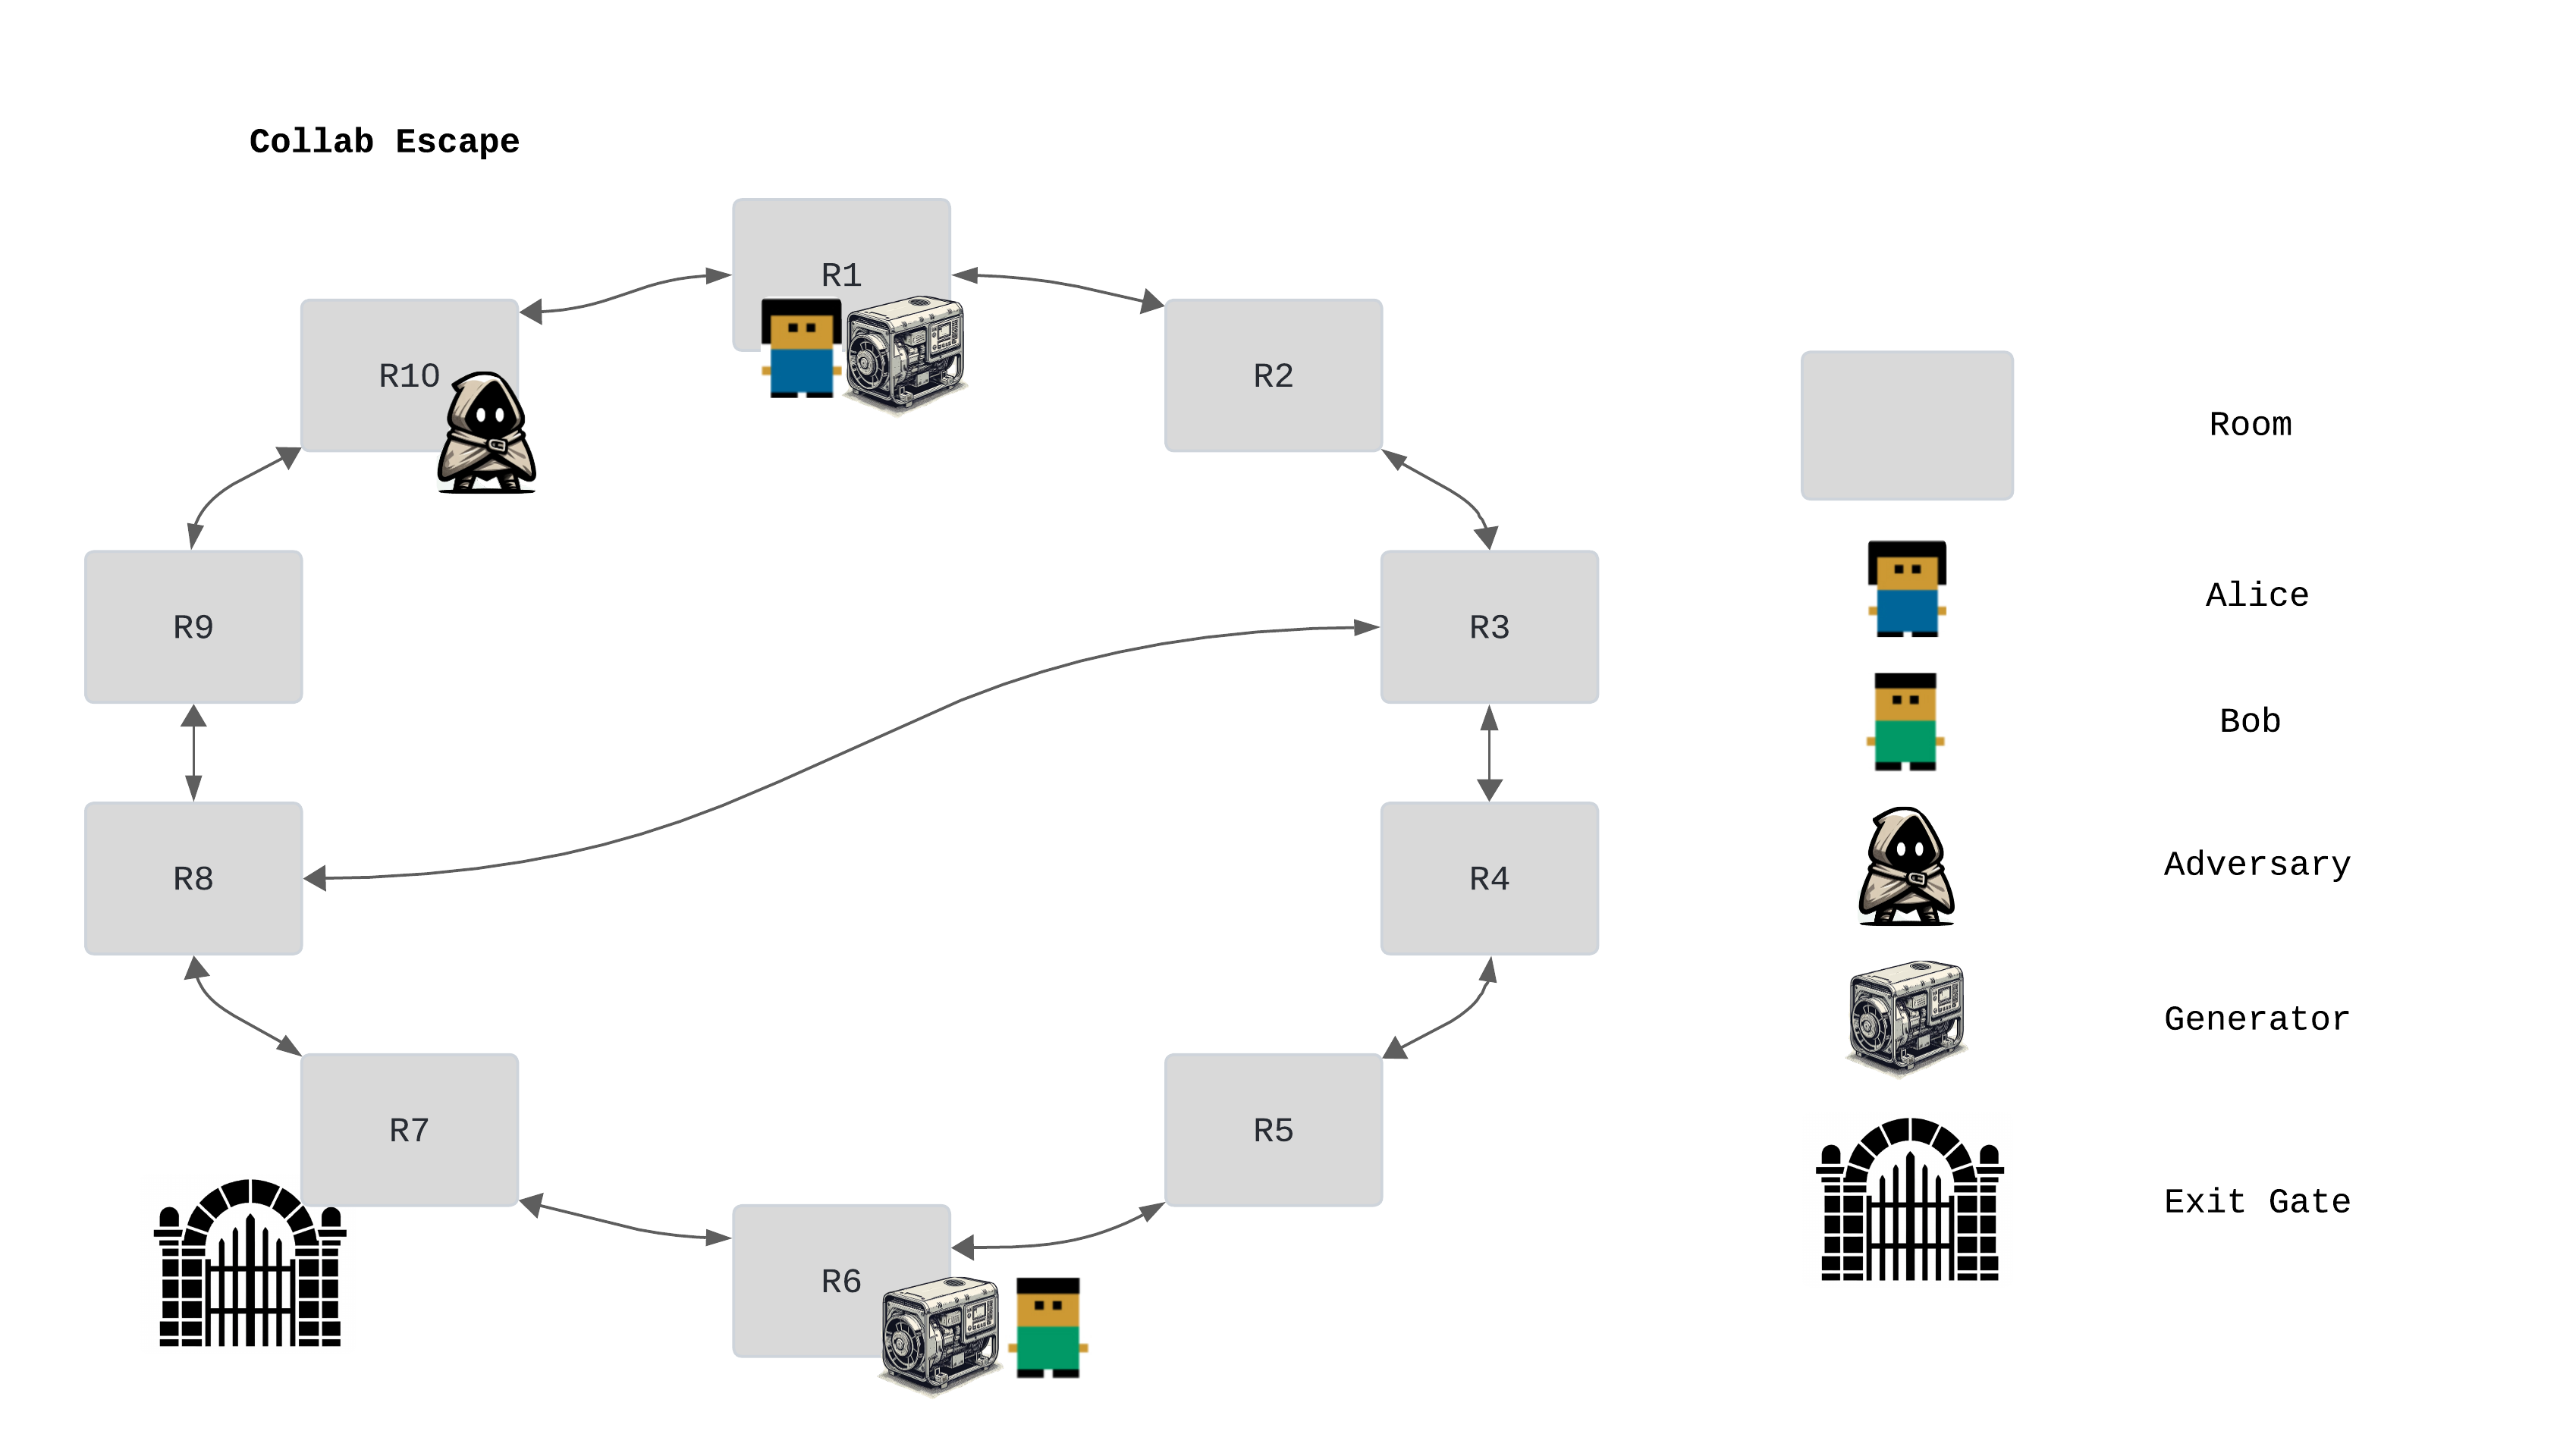 Collab Escape
R1
R10
R2
R9
R3
R8
R4
R7
R5
R6
Room
Alice
Bob
Adversary
Generator
Exit Gate